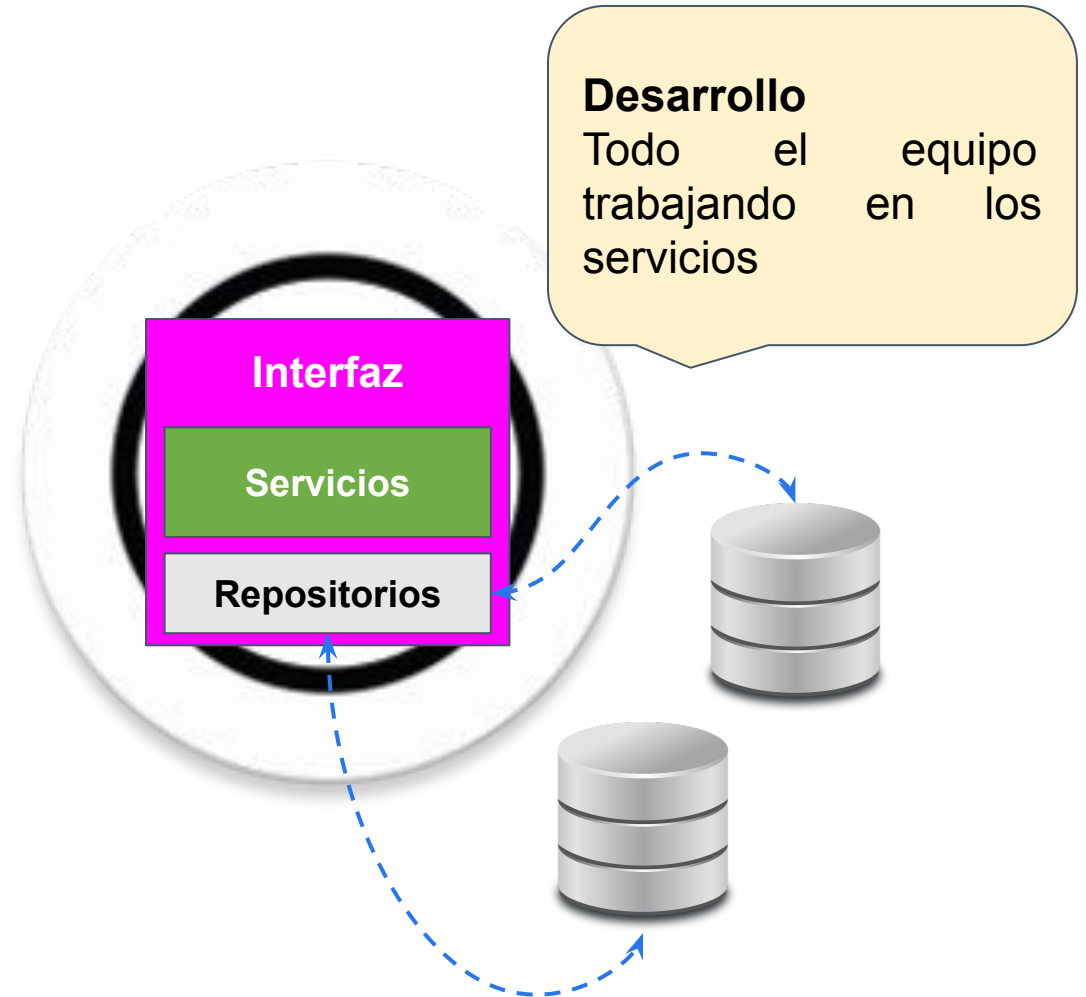 Desarrollo
Todo el equipo
trabajando en los
servicios
Interfaz
Servicios
Repositorios